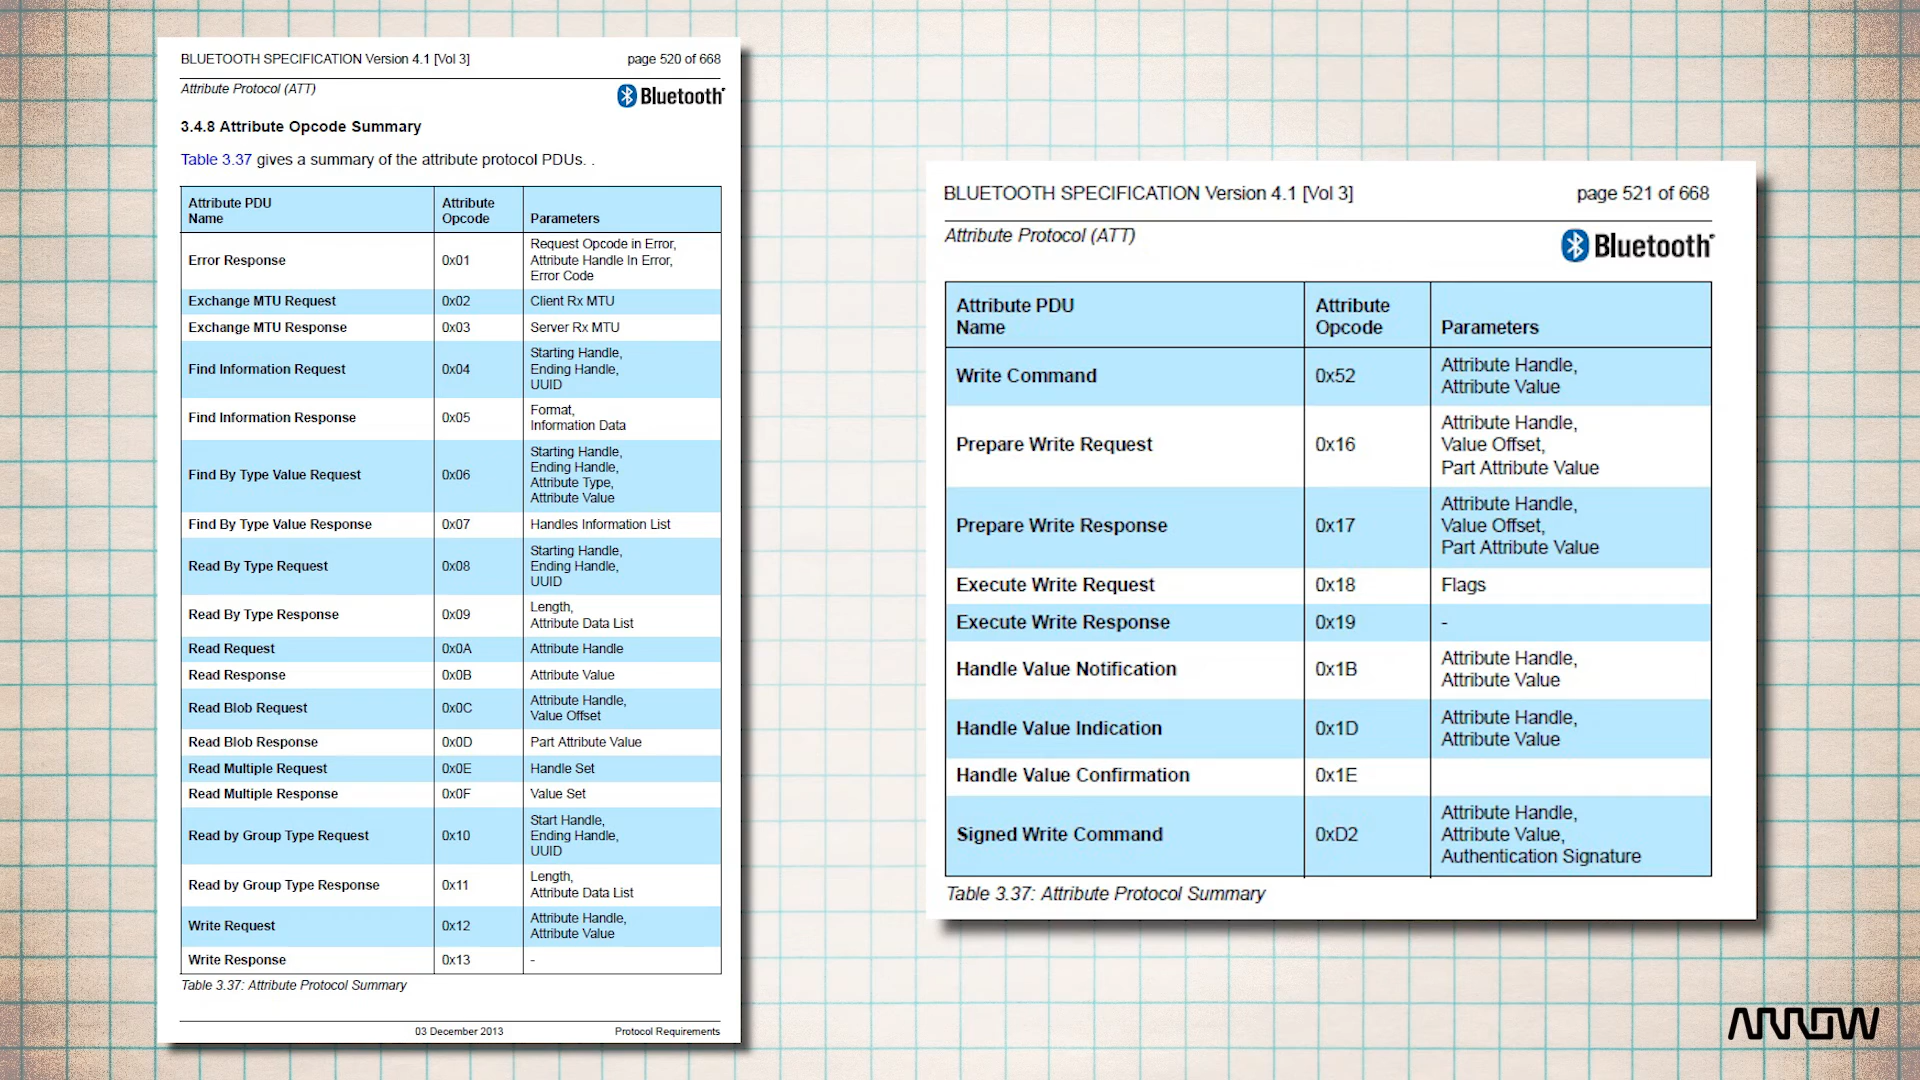 BLUETOOTH SPECIFICATION Version 4.1 [Vol 3] page 520 of 668
Attribute Protocol (ATT)
Bluetooth
3.4.8 Attribute Opcode Summary
Table 3.37 gives a summary of the attribute protocol PDUs. .
Attribute PDU Name Attribute Opcode Parameters
Error Response 0x01 Request Opcode in Error,
Attribute Handle In Error,
Error Code
Exchange MTU Request 0x02 Client Rx MTU
Exchange MTU Response 0x03 Server Rx MTU
Find Information Request 0x04 Starting Handle,
Ending Handle,
UUID
Find Information Response 0x05 Format,
Information Data
Find By Type Value Request 0x06 Starting Handle,
Ending Handle,
Attribute Type,
Attribute Value
Find By Type Value Response 0x07 Handles Information List
Read By Type Request 0x08 Starting Handle,
Ending Handle,
UUID
Read By Type Response 0x09 Length,
Attribute Data List
Read Request 0x0A Attribute Handle
Read Response 0x0B Attribute Value
Read Blob Request 0x0C Attribute Handle,
Value Offset
Read Blob Response 0x0D Part Attribute Value
Read Multiple Request 0x0E Handle Set
Read Multiple Response 0x0F Value Set
Read by Group Type Request 0x10 Start Handle,
Ending Handle,
UUID
Read by Group Type Response 0x11 Length,
Attribute Data List
Write Request 0x12 Attribute Handle,
Attribute Value
Write Response 0x13 -
Table 3.37: Attribute Protocol Summary
03 December 2013 Protocol Requirements
BLUETOOTH SPECIFICATION Version 4.1 [Vol 3] page 521 of 668
Attribute Protocol (ATT)
Bluetooth
Attribute PDU Name Attribute Opcode Parameters
Write Command 0x52 Attribute Handle,
Attribute Value
Prepare Write Request 0x16 Attribute Handle,
Value Offset,
Part Attribute Value
Prepare Write Response 0x17 Attribute Handle,
Value Offset,
Part Attribute Value
Execute Write Request 0x18 Flags
Execute Write Response 0x19 -
Handle Value Notification 0x1B Attribute Handle,
Attribute Value
Handle Value Indication 0x1D Attribute Handle,
Attribute Value
Handle Value Confirmation 0x1E
Signed Write Command 0xD2 Attribute Handle,
Attribute Value,
Authentication Signature
Table 3.37: Attribute Protocol Summary
ARROW